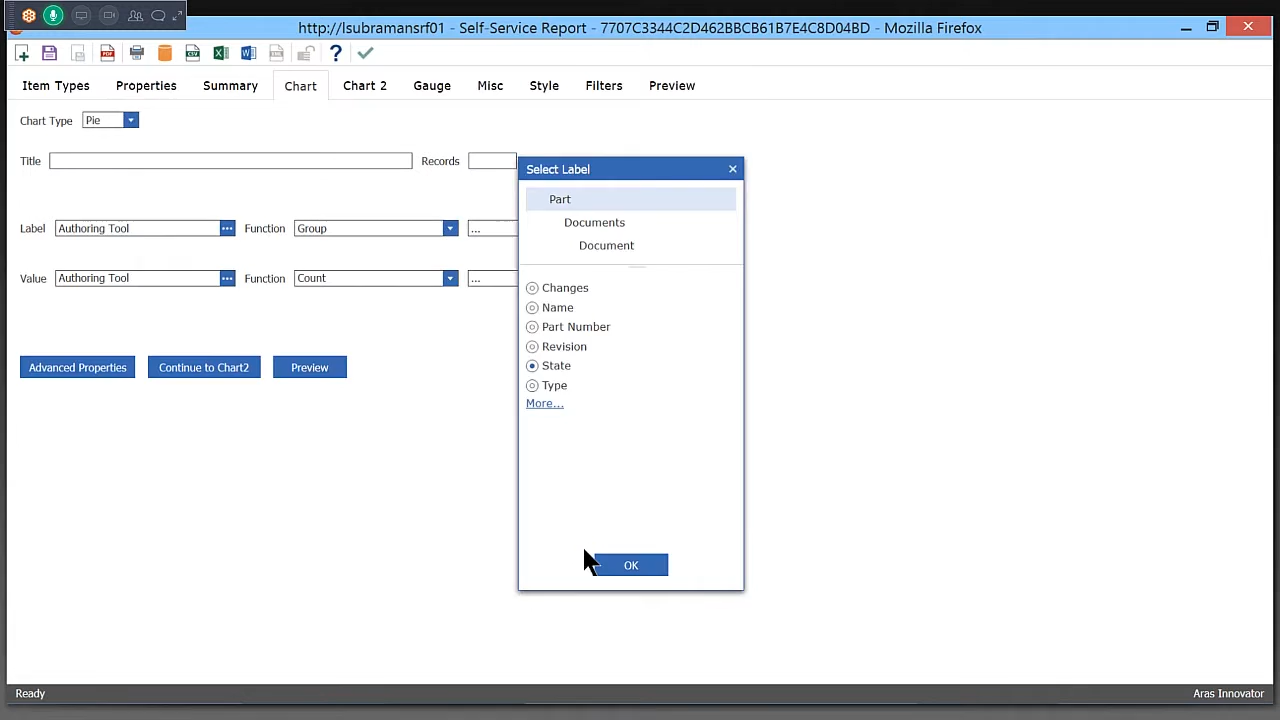 http://lsubramansrf01 - Self-Service Report - 7707C3344C2D462BBCB61B7E4C8D04BD - Mozilla Firefox
Item Types Properties Summary Chart Chart 2 Gauge Misc Style Filters Preview
Chart Type Pie
Title Records
Label Authoring Tool Function Group ...
Value Authoring Tool Function Count ...
Advanced Properties Continue to Chart2 Preview
Select Label
Part
Documents
Document
Changes
Name
Part Number
Revision
State
Type
More...
OK
Ready Aras Innovator